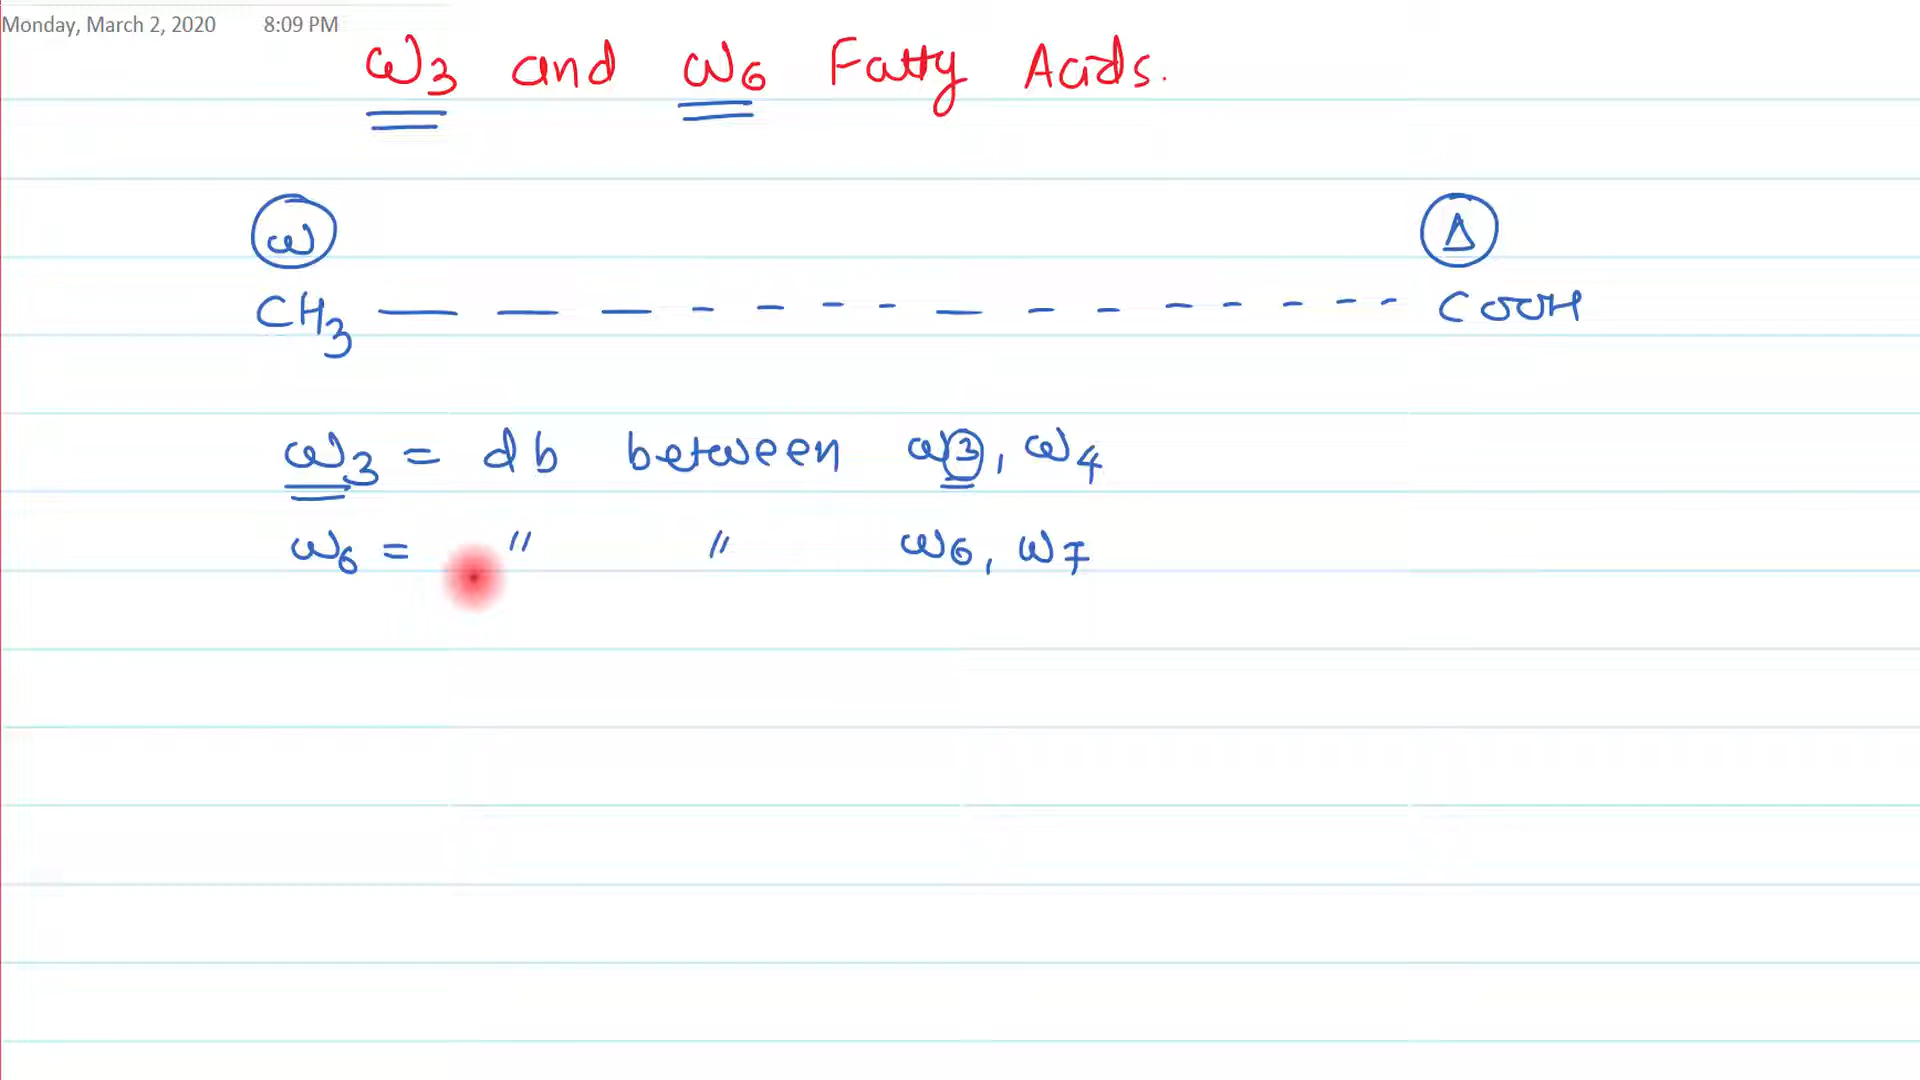 Monday, March 2, 2020 8:09 PM
ω3 and ω6 Fatty Acids.
ω Δ
CH3 — — — - - - - — - - - - - - - COOH
ω3 = db between ω3, ω4
ω6 = " " ω6, ω7